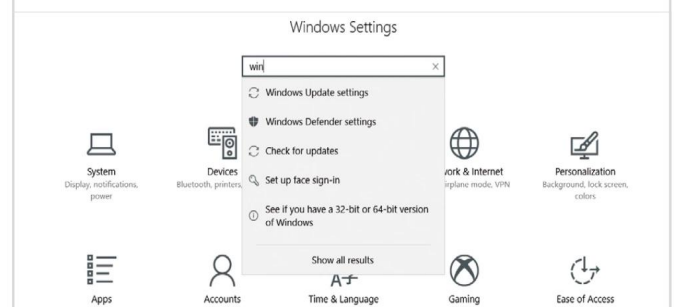 Windows Settings
win
Windows Update settings
Windows Defender settings
Check for updates
Set up face sign-in
See if you have a 32-bit or 64-bit version
of Windows
Show all results
System
Display, notifications,
power
Devices
Bluetooth, printers,
work & Internet
irplane mode, VPN
Personalization
Background, lock screen,
colors
Apps
Accounts
Time & Language
Gaming
Ease of Access